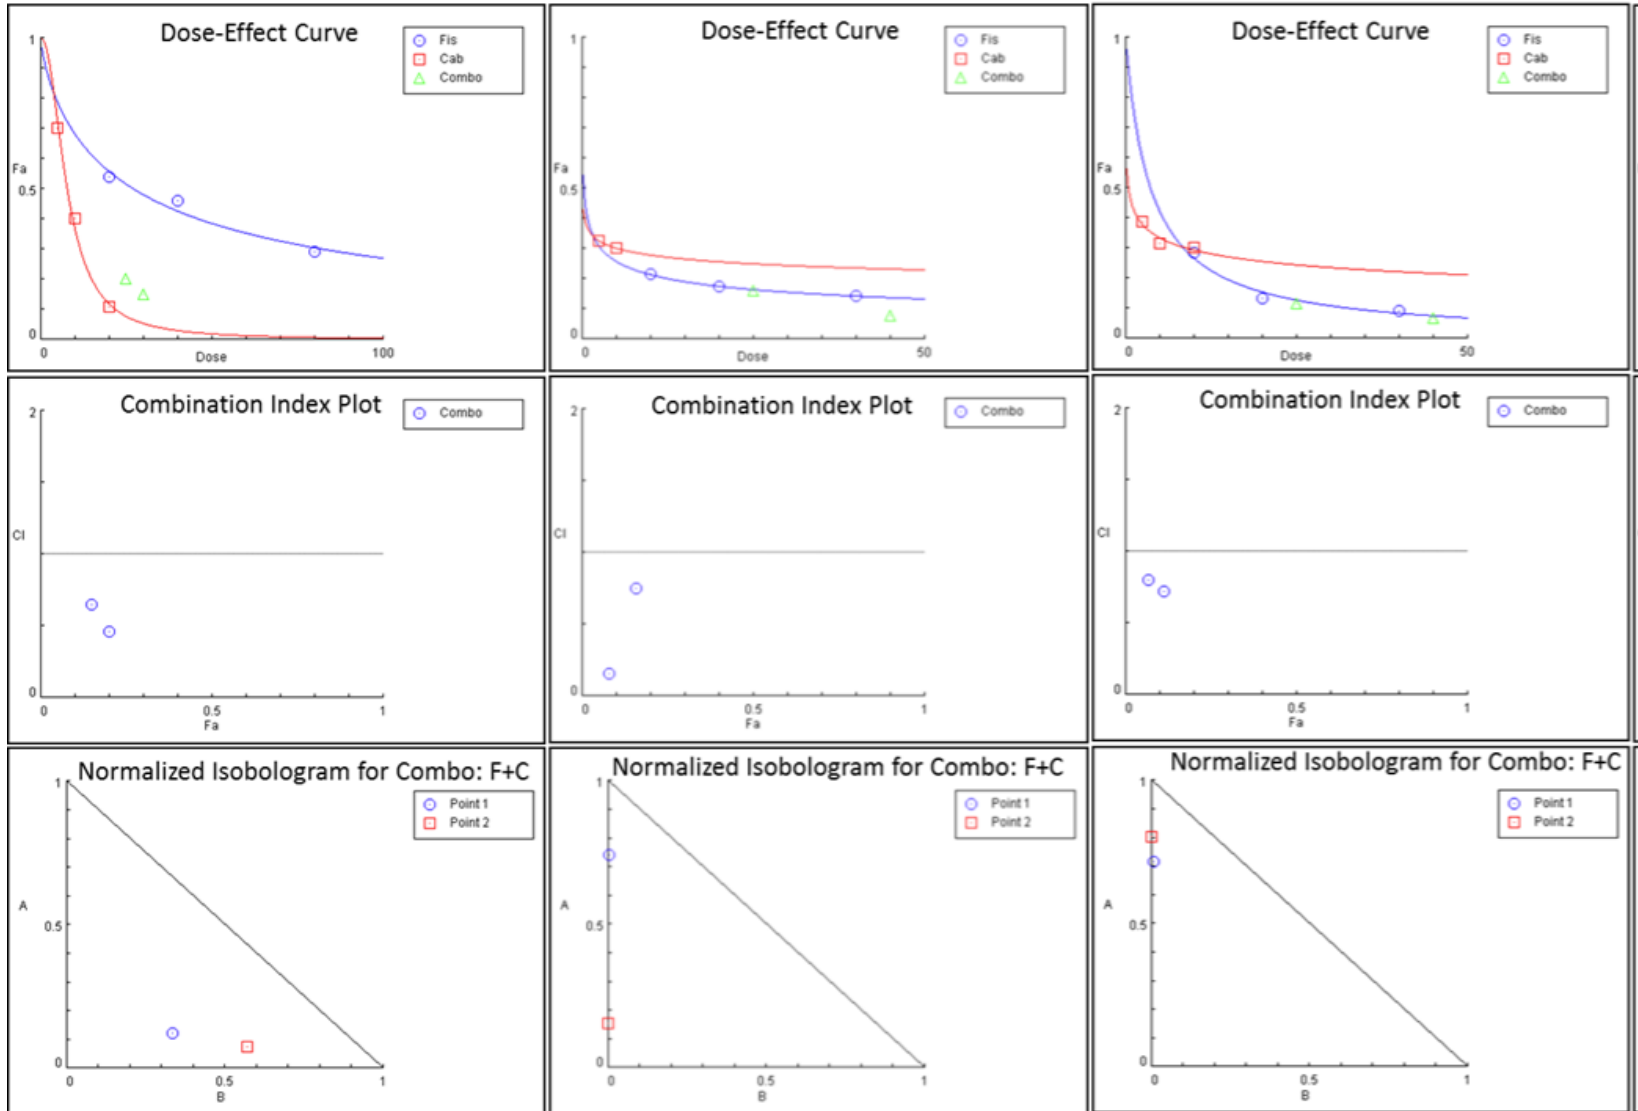 Dose-Effect Curve
Fis
Cab
Combo
1
Fa
0.5
0
0
Dose
100
Dose-Effect Curve
Fis
Cab
Combo
1
Fa
0.5
0
0
Dose
50
Dose-Effect Curve
Fis
Cab
Combo
1
Fa
0.5
0
0
Dose
50
Combination Index Plot
Combo
2
CI
0
0
0.5
1
Fa
Combination Index Plot
Combo
2
CI
0
0
0.5
1
Fa
Combination Index Plot
Combo
2
CI
0
0
0.5
1
Fa
Normalized Isobologram for Combo: F+C
Point 1
Point 2
1
A
0.5
0
0
0.5
1
B
Normalized Isobologram for Combo: F+C
Point 1
Point 2
1
A
0.5
0
0
0.5
1
B
Normalized Isobologram for Combo: F+C
Point 1
Point 2
1
A
0.5
0
0
0.5
1
B